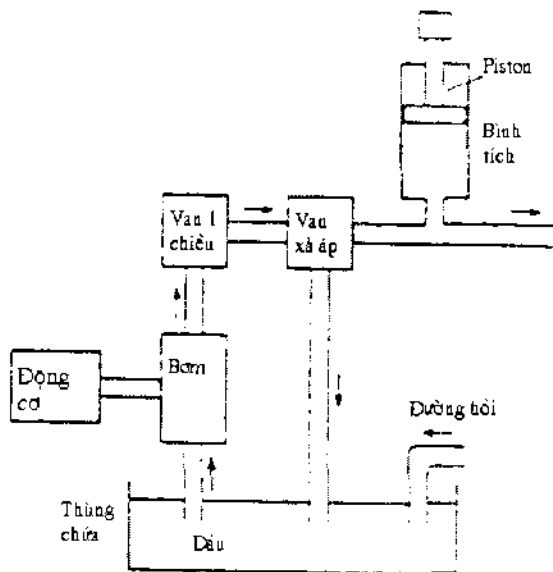 Piston
Bình
tích
Van 1
chiều
Van
xả áp
Bơm
Động
cơ
Đường hồi
Thùng
chứa
Dầu